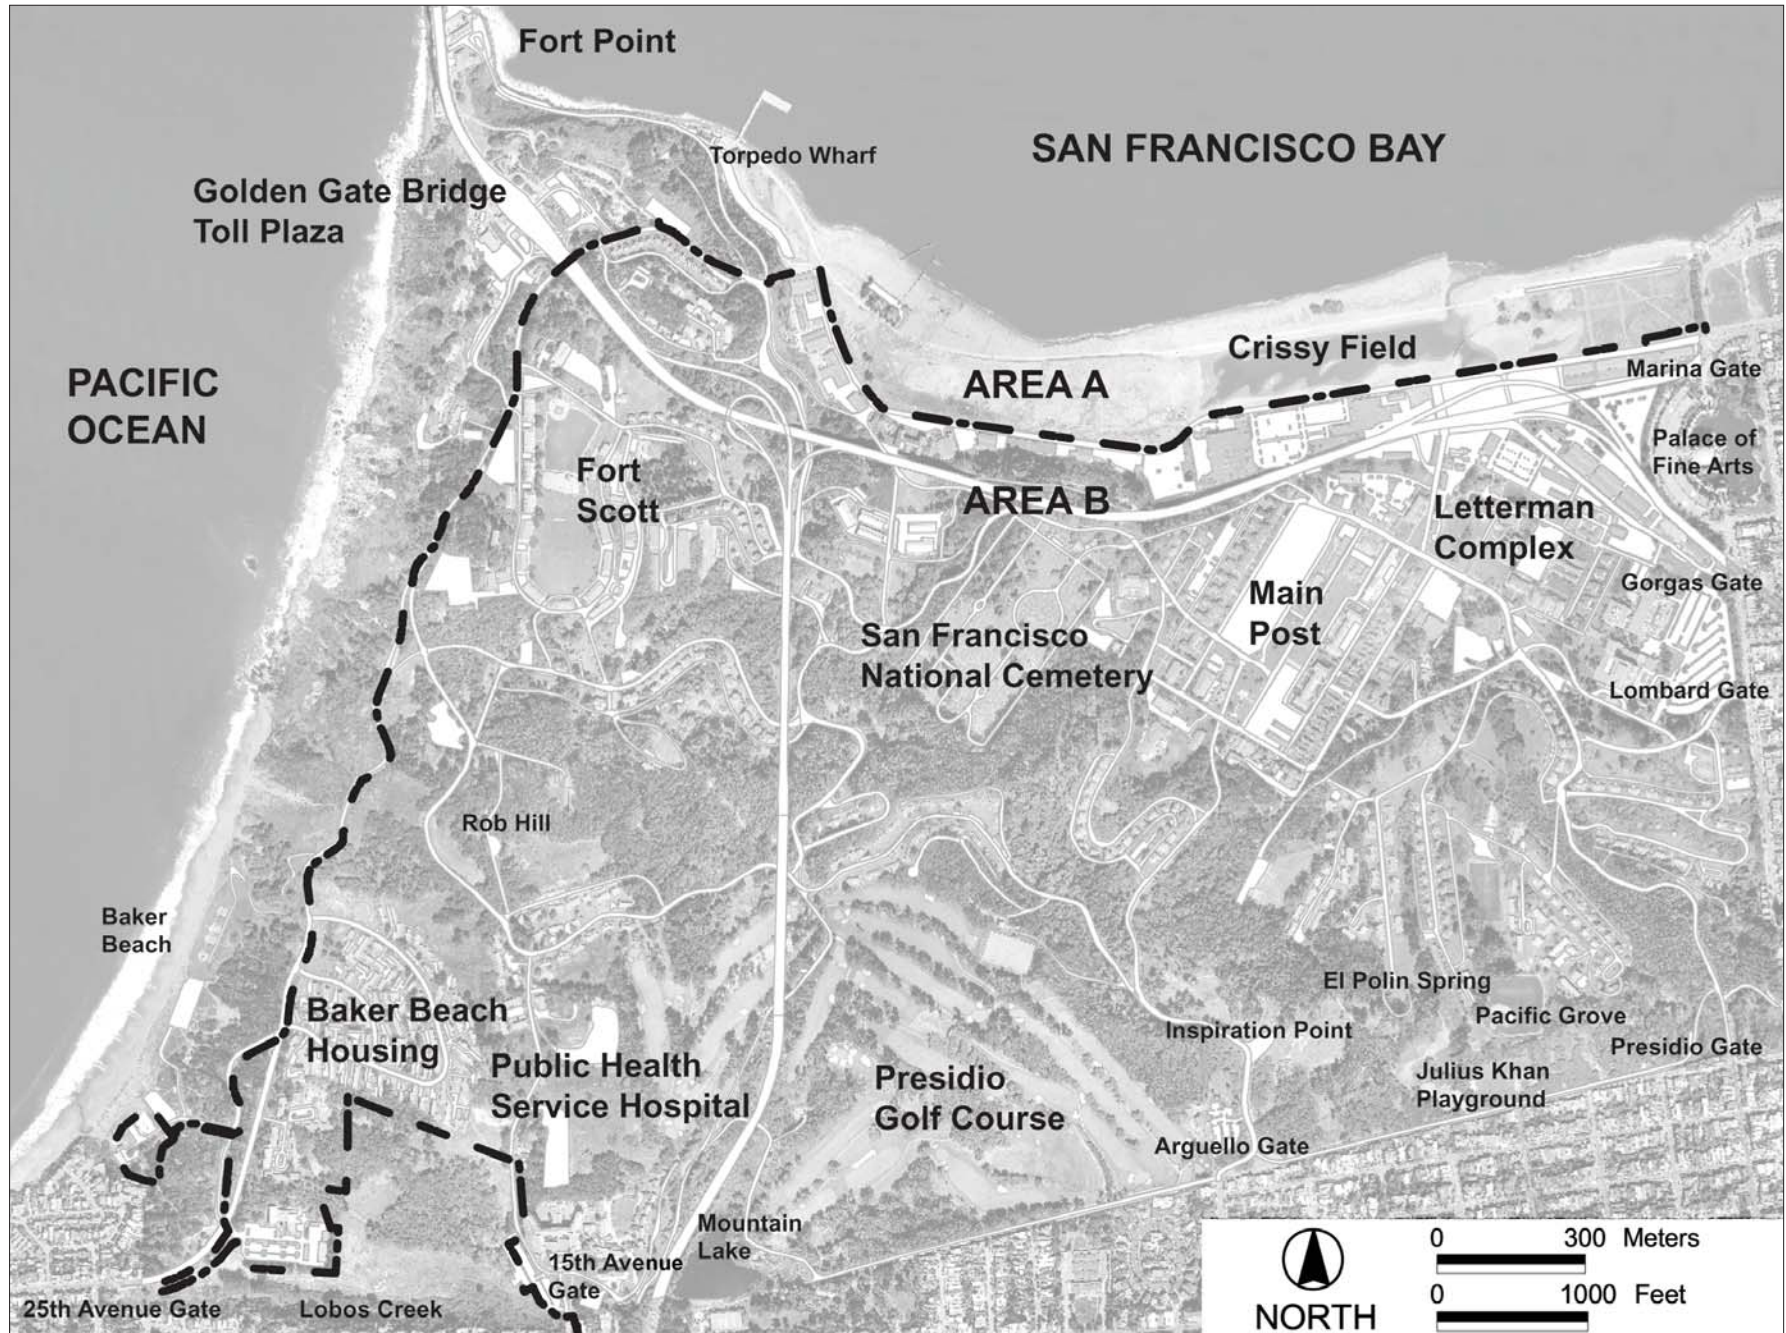 Fort Point
Torpedo Wharf
SAN FRANCISCO BAY
Golden Gate Bridge
Toll Plaza
PACIFIC
OCEAN
Crissy Field
AREA A
Marina Gate
Palace of
Fine Arts
Fort
Scott
AREA B
Letterman
Complex
Gorgas Gate
Main
Post
San Francisco
National Cemetery
Lombard Gate
Rob Hill
Baker
Beach
Baker Beach
Housing
Public Health
Service Hospital
Presidio
Golf Course
El Polin Spring
Pacific Grove
Inspiration Point
Presidio Gate
Julius Khan
Playground
Arguello Gate
Mountain
Lake
15th Avenue
Gate
25th Avenue Gate
Lobos Creek
NORTH
0 300 Meters
0 1000 Feet